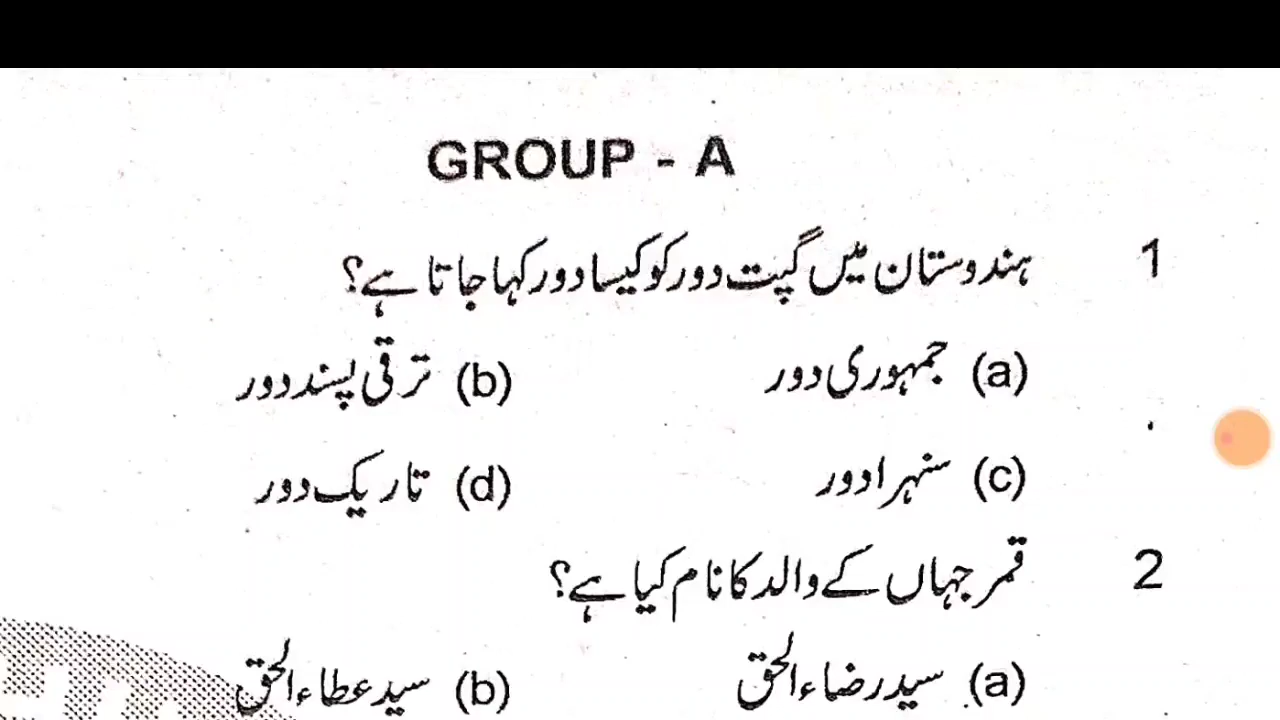 GROUP - A
1 ہندوستان میں گپت دور کو کیسا دور کہا جاتا ہے؟
(a) جمہوری دور (b) ترقی پسند دور
(c) سنہرا دور (d) تاریک دور
2 قمر جہاں کے والد کا نام کیا ہے؟
(a) سید رضاء الحق (b) سید عطاء الحق